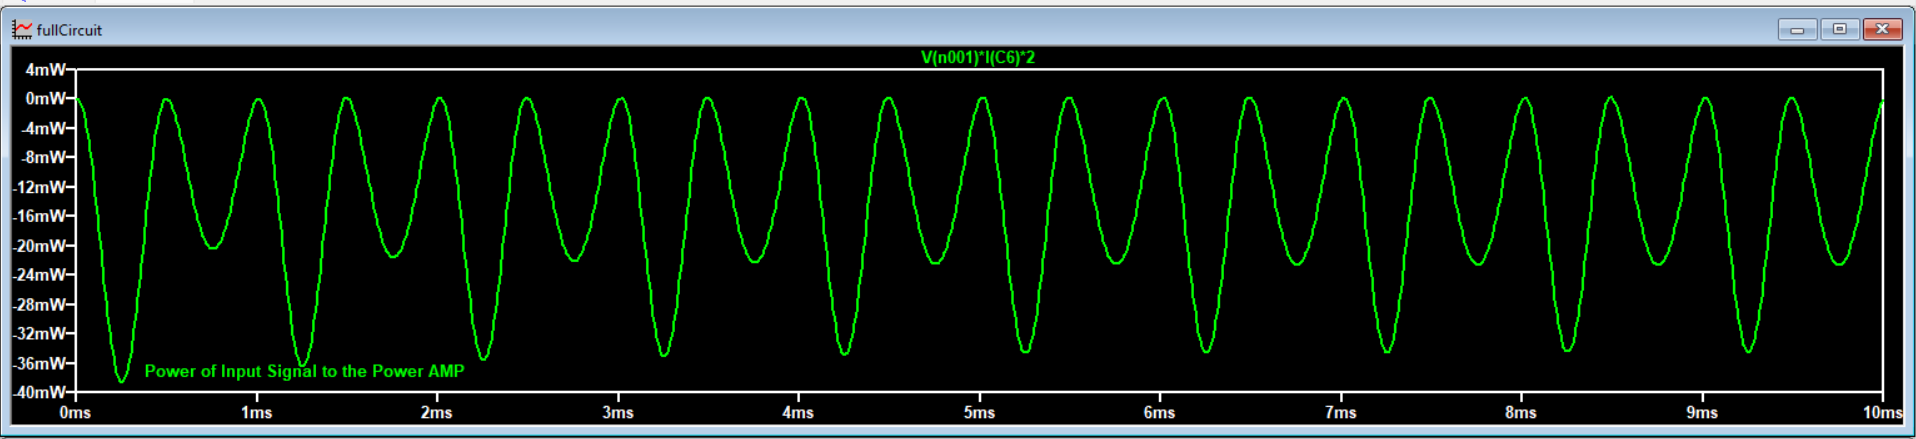 fullCircuit
V(n001)*I(C6)*2
4mW
0mW
-4mW
-8mW
-12mW
-16mW
-20mW
-24mW
-28mW
-32mW
-36mW
-40mW
Power of Input Signal to the Power AMP
0ms 1ms 2ms 3ms 4ms 5ms 6ms 7ms 8ms 9ms 10ms